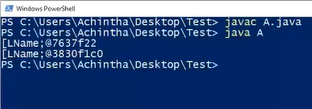 Windows PowerShell
PS C:\Users\Achintha\Desktop\Test> javac A.java
PS C:\Users\Achintha\Desktop\Test> java A
[LName;@7637f22
[LName;@3830f1c0
PS C:\Users\Achintha\Desktop\Test>